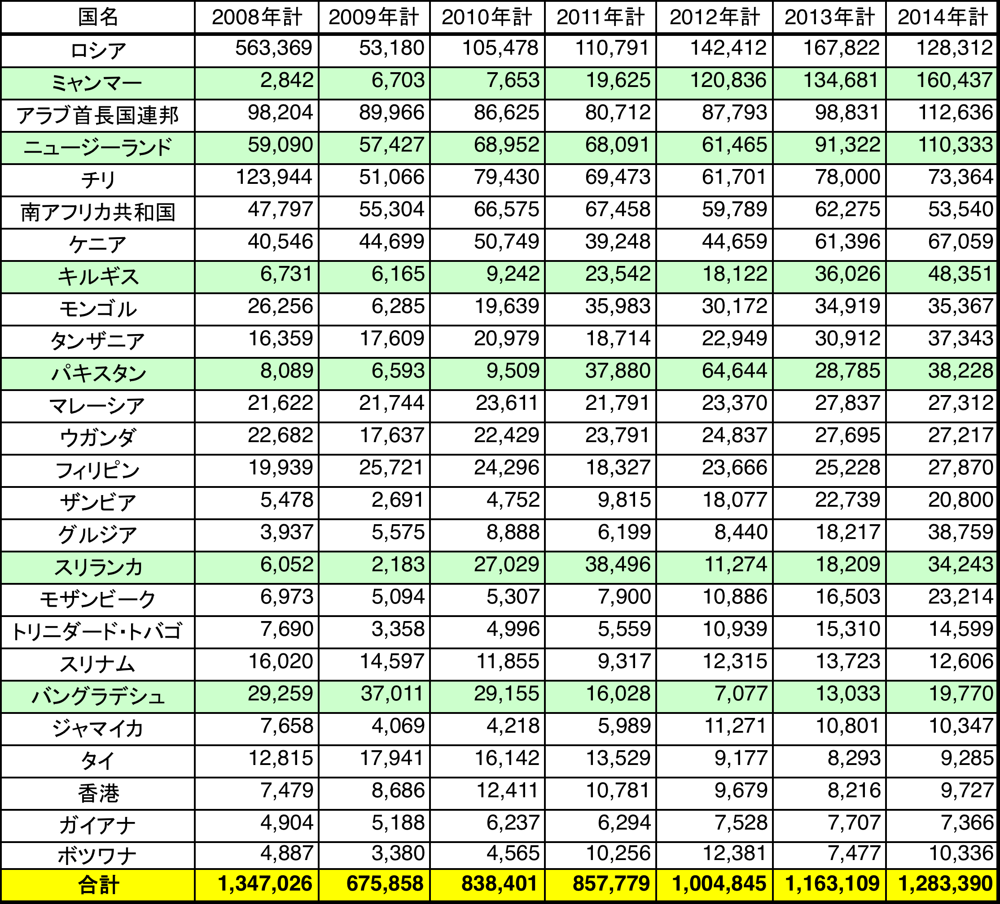 国名 2008年計 2009年計 2010年計 2011年計 2012年計 2013年計 2014年計
ロシア 563,369 53,180 105,478 110,791 142,412 167,822 128,312
ミャンマー 2,842 6,703 7,653 19,625 120,836 134,681 160,437
アラブ首長国連邦 98,204 89,966 86,625 80,712 87,793 98,831 112,636
ニュージーランド 59,090 57,427 68,952 68,091 61,465 91,322 110,333
チリ 123,944 51,066 79,430 69,473 61,701 78,000 73,364
南アフリカ共和国 47,797 55,304 66,575 67,458 59,789 62,275 53,540
ケニア 40,546 44,699 50,749 39,248 44,659 61,396 67,059
キルギス 6,731 6,165 9,242 23,542 18,122 36,026 48,351
モンゴル 26,256 6,285 19,639 35,983 30,172 34,919 35,367
タンザニア 16,359 17,609 20,979 18,714 22,949 30,912 37,343
パキスタン 8,089 6,593 9,509 37,880 64,644 28,785 38,228
マレーシア 21,622 21,744 23,611 21,791 23,370 27,837 27,312
ウガンダ 22,682 17,637 22,429 23,791 24,837 27,695 27,217
フィリピン 19,939 25,721 24,296 18,327 23,666 25,228 27,870
ザンビア 5,478 2,691 4,752 9,815 18,077 22,739 20,800
グルジア 3,937 5,575 8,888 6,199 8,440 18,217 38,759
スリランカ 6,052 2,183 27,029 38,496 11,274 18,209 34,243
モザンビーク 6,973 5,094 5,307 7,900 10,886 16,503 23,214
トリニダード・トバゴ 7,690 3,358 4,996 5,559 10,939 15,310 14,599
スリナム 16,020 14,597 11,855 9,317 12,315 13,723 12,606
バングラデシュ 29,259 37,011 29,155 16,028 7,077 13,033 19,770
ジャマイカ 7,658 4,069 4,218 5,989 11,271 10,801 10,347
タイ 12,815 17,941 16,142 13,529 9,177 8,293 9,285
香港 7,479 8,686 12,411 10,781 9,679 8,216 9,727
ガイアナ 4,904 5,188 6,237 6,294 7,528 7,707 7,366
ボツワナ 4,887 3,380 4,565 10,256 12,381 7,477 10,336
合計 1,347,026 675,858 838,401 857,779 1,004,845 1,163,109 1,283,390